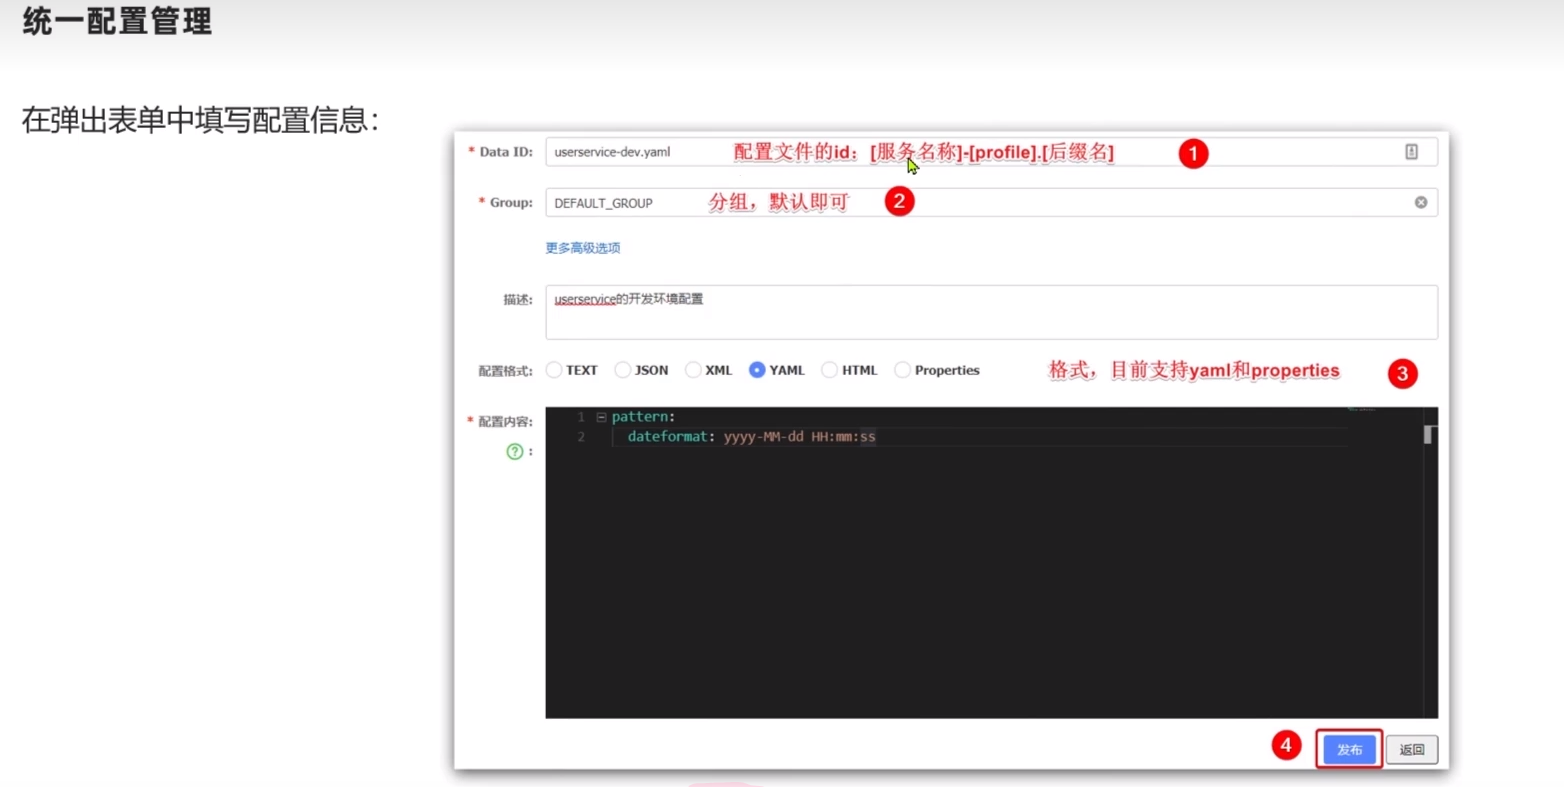 统一配置管理
在弹出表单中填写配置信息：
* Data ID: userservice-dev.yaml 配置文件的id：[服务名称]-[profile].[后缀名] 1
* Group: DEFAULT_GROUP 分组，默认即可 2
更多高级选项
描述: userservice的开发环境配置
配置格式: TEXT JSON XML YAML HTML Properties 格式，目前支持yaml和properties 3
* 配置内容: 1 pattern:
2 dateformat: yyyy-MM-dd HH:mm:ss
? :
4 发布 返回